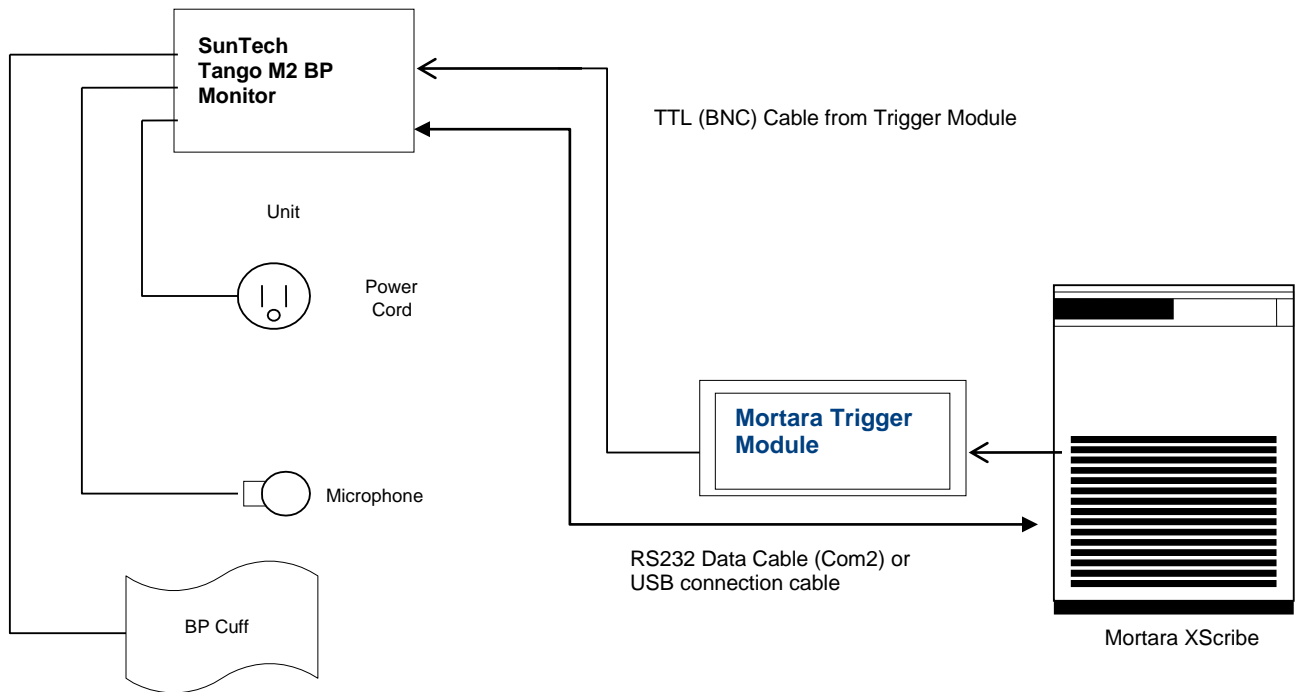 SunTech
Tango M2 BP
Monitor
TTL (BNC) Cable from Trigger Module
Unit
Power
Cord
Mortara Trigger
Module
Microphone
RS232 Data Cable (Com2) or
USB connection cable
BP Cuff
Mortara XScribe